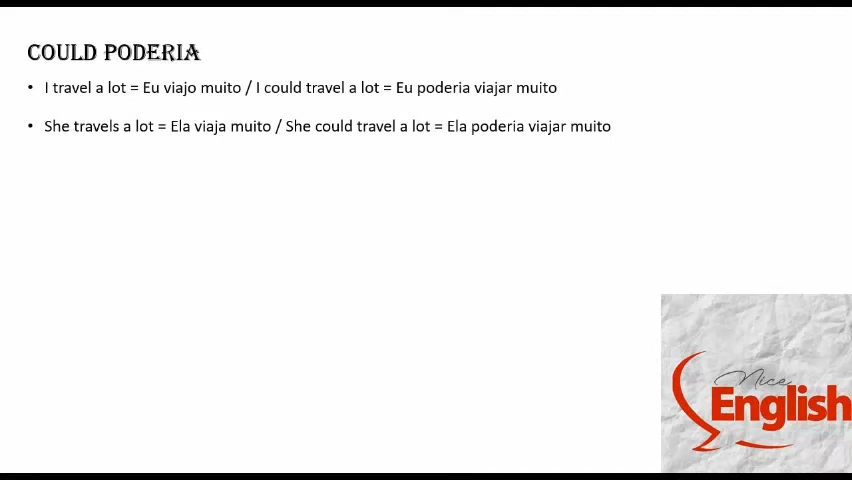 COULD PODERIA
• I travel a lot = Eu viajo muito / I could travel a lot = Eu poderia viajar muito
• She travels a lot = Ela viaja muito / She could travel a lot = Ela poderia viajar muito
Nice
English